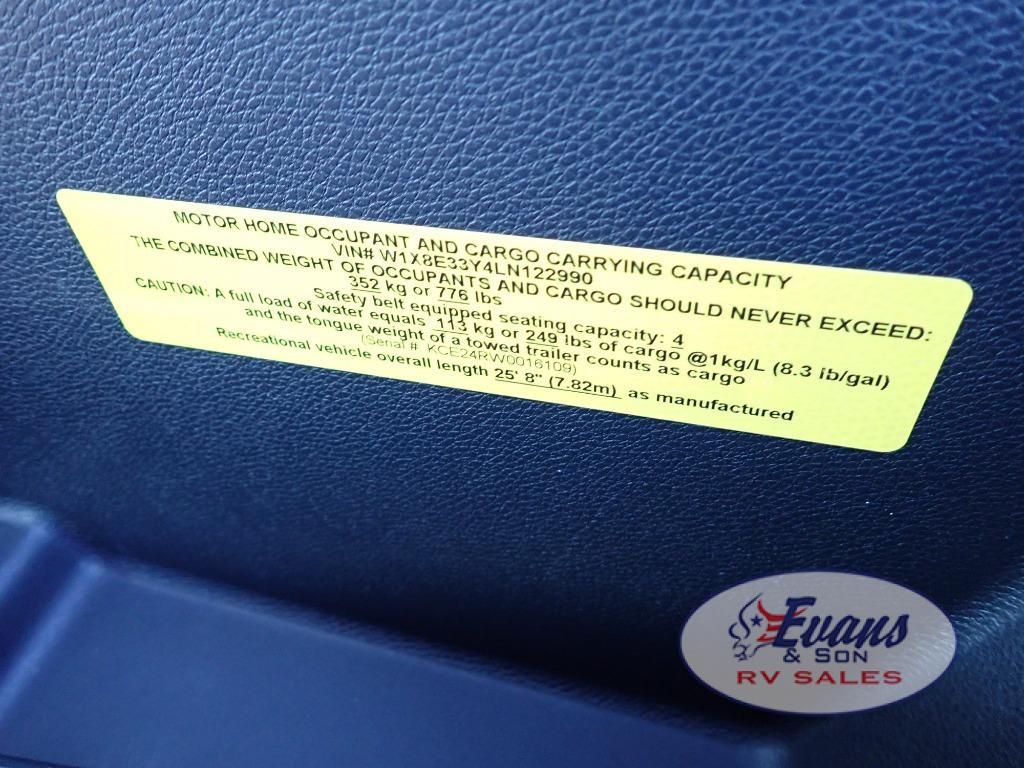 MOTOR HOME OCCUPANT AND CARGO CARRYING CAPACITY
VIN# W1X8E33Y4LN122990
THE COMBINED WEIGHT OF OCCUPANTS AND CARGO SHOULD NEVER EXCEED:
352 kg or 776 lbs
Safety belt equipped seating capacity: 4
CAUTION: A full load of water equals 113 kg or 249 lbs of cargo @1kg/L (8.3 lb/gal)
and the tongue weight of a towed trailer counts as cargo
(Serial # KCE24RW0016109)
Recreational vehicle overall length 25' 8" (7.82m) as manufactured
Evans
& SON
RV SALES